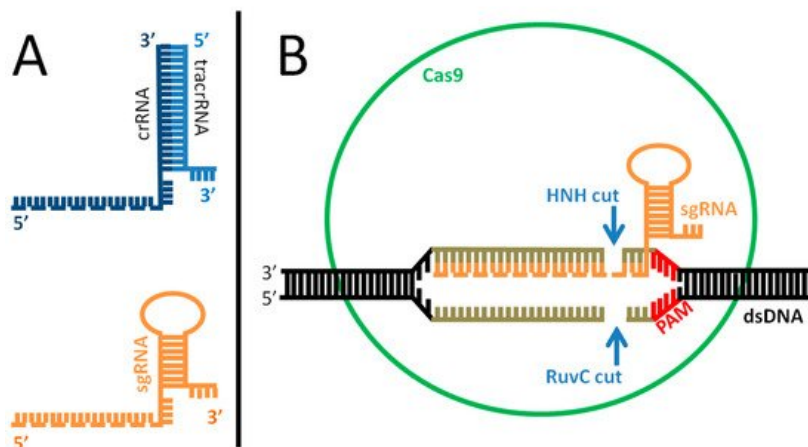 A
3’ 5’
crRNA
tracrRNA
3’
5’
sgRNA
3’
5’
B
Cas9
HNH cut
sgRNA
3’
5’
PAM
dsDNA
RuvC cut